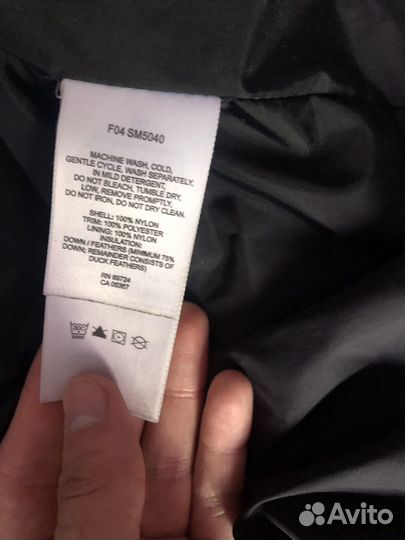 F04 SM5040
MACHINE WASH, COLD,
GENTLE CYCLE, WASH SEPARATELY,
IN MILD DETERGENT,
DO NOT BLEACH, TUMBLE DRY,
LOW, REMOVE PROMPTLY,
DO NOT IRON, DO NOT DRY CLEAN.
SHELL: 100% NYLON
TRIM: 100% POLYESTER
LINING: 100% NYLON
INSULATION:
DOWN / FEATHERS (MINIMUM 75%
DOWN; REMAINDER CONSISTS OF
DUCK FEATHERS)
RN 89724
CA 05367
Avito